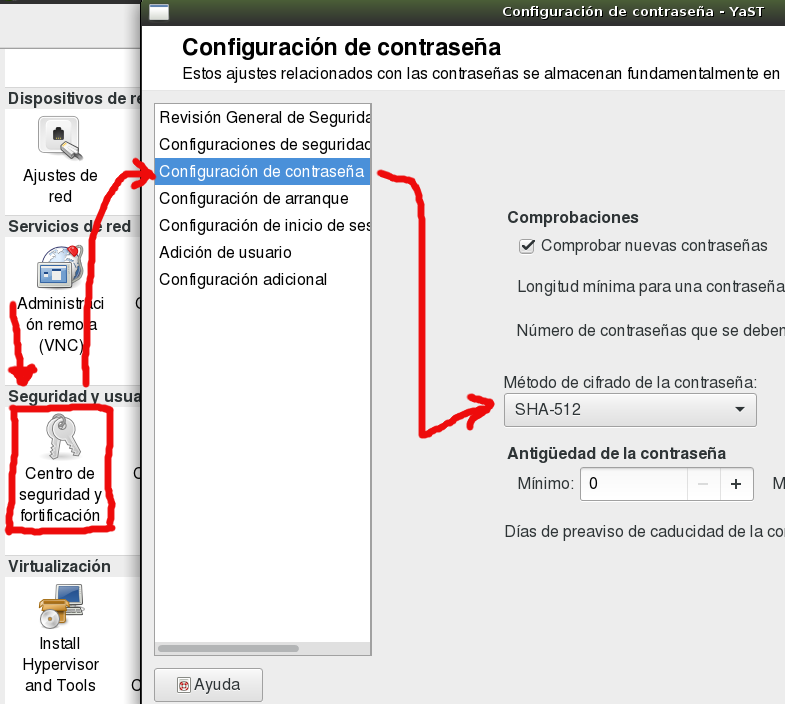 Configuración de contraseña - YaST
Configuración de contraseña
Estos ajustes relacionados con las contraseñas se almacenan fundamentalmente en
Dispositivos de re
Ajustes de
red
Servicios de red
Administraci
ón remota
(VNC)
Seguridad y usua
Centro de
seguridad y
fortificación
Virtualización
Install
Hypervisor
and Tools
Revisión General de Segurida
Configuraciones de seguridad
Configuración de contraseña
Configuración de arranque
Configuración de inicio de ses
Adición de usuario
Configuración adicional
Ayuda
Comprobaciones
Comprobar nuevas contraseñas
Longitud mínima para una contraseña
Número de contraseñas que se deben
Método de cifrado de la contraseña:
SHA-512
Antigüedad de la contraseña
Mínimo: 0 − + M
Días de preaviso de caducidad de la co